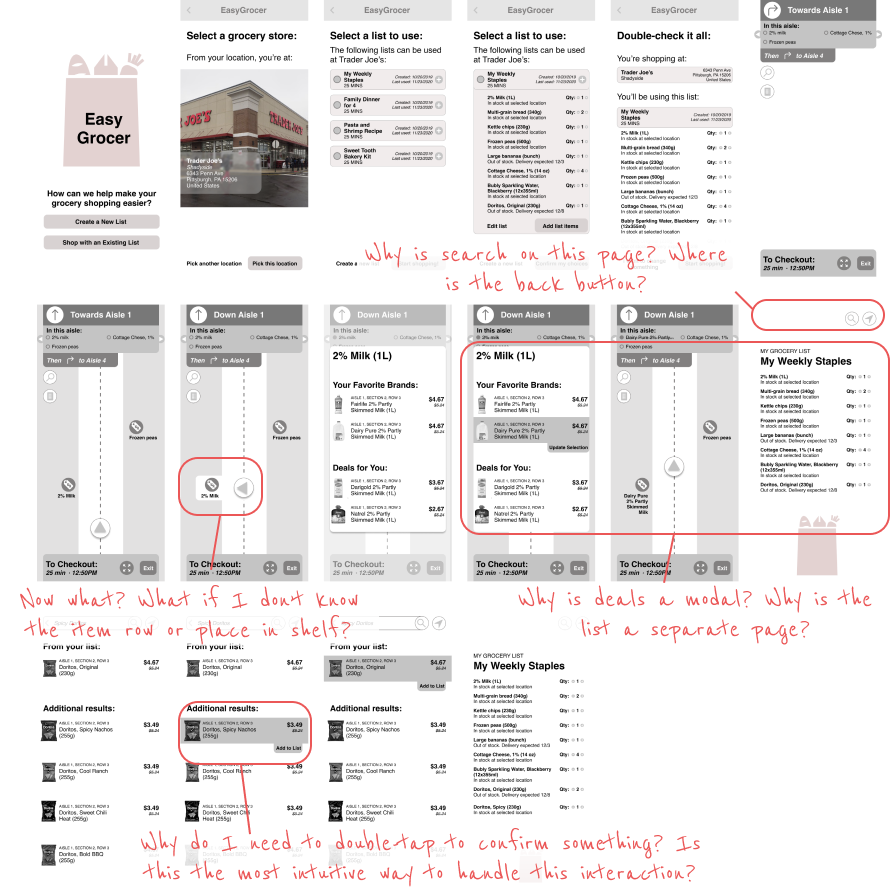 EasyGrocer
Select a grocery store:
From your location, you're at:
TRADER JOE'S
Trader Joe's
Shadyside
6343 Penn Ave
Pittsburgh, PA 15206
United States
Pick another location
Pick this location
Easy
Grocer
How can we help make your
grocery shopping easier?
Create a New List
Shop with an Existing List
EasyGrocer
Select a list to use:
The following lists can be used
at Trader Joe's:
My Weekly
Staples
25 MINS
Created: 10/20/2019
Last used: 11/23/2020
Family Dinner
for 4
25 MINS
Created: 10/20/2019
Last used: 11/23/2020
Pasta and
Shrimp Recipe
25 MINS
Created: 10/20/2019
Last used: 11/23/2020
Sweet Tooth
Bakery Kit
25 MINS
Created: 10/20/2019
Last used: 11/23/2020
EasyGrocer
Select a list to use:
The following lists can be used
at Trader Joe's:
My Weekly
Staples
25 MINS
Created: 10/20/2019
Last used: 11/23/2020
2% Milk (1L) Qty: 1
In stock at selected location
Multi-grain bread (340g) Qty: 2
In stock at selected location
Kettle chips (230g) Qty: 1
In stock at selected location
Frozen peas (500g) Qty: 1
In stock at selected location
Large bananas (bunch) Qty: 1
Out of stock. Delivery expected 12/3
Cottage Cheese, 1% (14 oz) Qty: 4
In stock at selected location
Bubly Sparkling Water,
Blackberry (12x355ml) Qty: 1
In stock at selected location
Doritos, Original (230g) Qty: 1
Out of stock. Delivery expected 12/8
Edit list
Add list items
EasyGrocer
Double-check it all:
You're shopping at:
Trader Joe's
Shadyside
6343 Penn Ave
Pittsburgh, PA 15206
United States
You'll be using this list:
My Weekly
Staples
25 MINS
Created: 10/20/2019
Last used: 11/23/2020
2% Milk (1L) Qty: 1
In stock at selected location
Multi-grain bread (340g) Qty: 2
In stock at selected location
Kettle chips (230g) Qty: 1
In stock at selected location
Frozen peas (500g) Qty: 1
In stock at selected location
Large bananas (bunch) Qty: 1
Out of stock. Delivery expected 12/3
Cottage Cheese, 1% (14 oz) Qty: 4
In stock at selected location
Bubly Sparkling Water, Blackberry
(12x355ml) Qty: 1
In stock at selected location
Towards Aisle 1
In this aisle:
2% milk
Cottage Chese, 1%
Frozen peas
Then to Aisle 4
To Checkout:
25 min · 12:50PM
Exit
Why is search on this page? Where
is the back button?
Towards Aisle 1
In this aisle:
2% milk
Cottage Chese, 1%
Frozen peas
Then to Aisle 4
Frozen peas
2% Milk
To Checkout:
25 min · 12:50PM
Exit
Down Aisle 1
In this aisle:
2% milk
Cottage Chese, 1%
Frozen peas
Then to Aisle 4
Frozen peas
2% Milk
To Checkout:
25 min · 12:50PM
Exit
Down Aisle 1
In this aisle:
2% milk
Cottage Chese, 1%
2% Milk (1L)
Your Favorite Brands:
AISLE 1, SECTION 2, ROW 3
Fairlife 2% Partly
Skimmed Milk (1L)
$4.67
$5.24
AISLE 1, SECTION 2, ROW 3
Dairy Pure 2% Partly
Skimmed Milk (1L)
$4.67
$5.24
Deals for You:
AISLE 1, SECTION 2, ROW 3
Darigold 2% Partly
Skimmed Milk (1L)
$3.67
$5.24
AISLE 1, SECTION 2, ROW 3
Natrel 2% Partly
Skimmed Milk (1L)
$2.67
$5.24
To Checkout:
25 min · 12:50PM
Exit
Down Aisle 1
In this aisle:
2% milk
Cottage Chese, 1%
2% Milk (1L)
Your Favorite Brands:
AISLE 1, SECTION 2, ROW 3
Fairlife 2% Partly
Skimmed Milk (1L)
$4.67
$5.24
AISLE 1, SECTION 2, ROW 3
Dairy Pure 2% Partly
Skimmed Milk (1L)
$4.67
$5.24
Update Selection
Deals for You:
AISLE 1, SECTION 2, ROW 3
Darigold 2% Partly
Skimmed Milk (1L)
$3.67
$5.24
AISLE 1, SECTION 2, ROW 3
Natrel 2% Partly
Skimmed Milk (1L)
$2.67
$5.24
To Checkout:
25 min · 12:50PM
Exit
Down Aisle 1
In this aisle:
Dairy Pure 2% Partly...
Cottage Chese, 1%
Frozen peas
Then to Aisle 4
Frozen peas
Dairy Pure
2% Partly
Skimmed
Milk
To Checkout:
25 min · 12:50PM
Exit
MY GROCERY LIST
My Weekly Staples
2% Milk (1L) Qty: 1
In stock at selected location
Multi-grain bread (340g) Qty: 2
In stock at selected location
Kettle chips (230g) Qty: 1
In stock at selected location
Frozen peas (500g) Qty: 1
In stock at selected location
Large bananas (bunch) Qty: 1
Out of stock. Delivery expected 12/3
Cottage Cheese, 1% (14 oz) Qty: 4
In stock at selected location
Bubly Sparkling Water, Blackberry
(12x355ml) Qty: 1
In stock at selected location
Doritos, Original (230g) Qty: 1
Out of stock. Delivery expected 12/8
Now what? What if I don't know
the item row or place in shelf?
Why is deals a modal? Why is the
list a separate page?
From your list:
AISLE 1, SECTION 2, ROW 3
Doritos, Original
(230g)
$4.67
$5.24
Additional results:
AISLE 1, SECTION 2, ROW 3
Doritos, Spicy Nachos
(255g)
$3.49
AISLE 1, SECTION 2, ROW 3
Doritos, Cool Ranch
(255g)
$3.49
AISLE 1, SECTION 2, ROW 3
Doritos, Sweet Chili
Heat (255g)
$3.49
AISLE 1, SECTION 2, ROW 3
Doritos, Bold BBQ
(255g)
From your list:
AISLE 1, SECTION 2, ROW 3
Doritos, Original
(230g)
$4.67
$5.24
Additional results:
AISLE 1, SECTION 2, ROW 3
Doritos, Spicy Nachos
(255g)
$3.49
Add to List
Doritos, Cool Ranch
(255g)
$3.49
AISLE 1, SECTION 2, ROW 3
Doritos, Sweet Chili
Heat (255g)
$3.49
From your list:
AISLE 1, SECTION 2, ROW 3
Doritos, Original
(230g)
$4.67
$5.24
Add to List
Additional results:
AISLE 1, SECTION 2, ROW 3
Doritos, Spicy Nachos
(255g)
$3.49
AISLE 1, SECTION 2, ROW 3
Doritos, Cool Ranch
(255g)
$3.49
AISLE 1, SECTION 2, ROW 3
Doritos, Sweet Chili
Heat (255g)
$3.49
MY GROCERY LIST
My Weekly Staples
2% Milk (1L) Qty: 1
In stock at selected location
Multi-grain bread (340g) Qty: 2
In stock at selected location
Kettle chips (230g) Qty: 1
In stock at selected location
Frozen peas (500g) Qty: 1
In stock at selected location
Large bananas (bunch) Qty: 1
Out of stock. Delivery expected 12/3
Cottage Cheese, 1% (14 oz) Qty: 4
In stock at selected location
Bubly Sparkling Water, Blackberry
(12x355ml) Qty: 1
In stock at selected location
Doritos, Original (230g) Qty: 2
Out of stock. Delivery expected 12/8
Doritos, Spicy (230g) Qty: 1
In stock at selected location
Why do I need to double-tap to confirm something? Is
this the most intuitive way to handle this interaction?